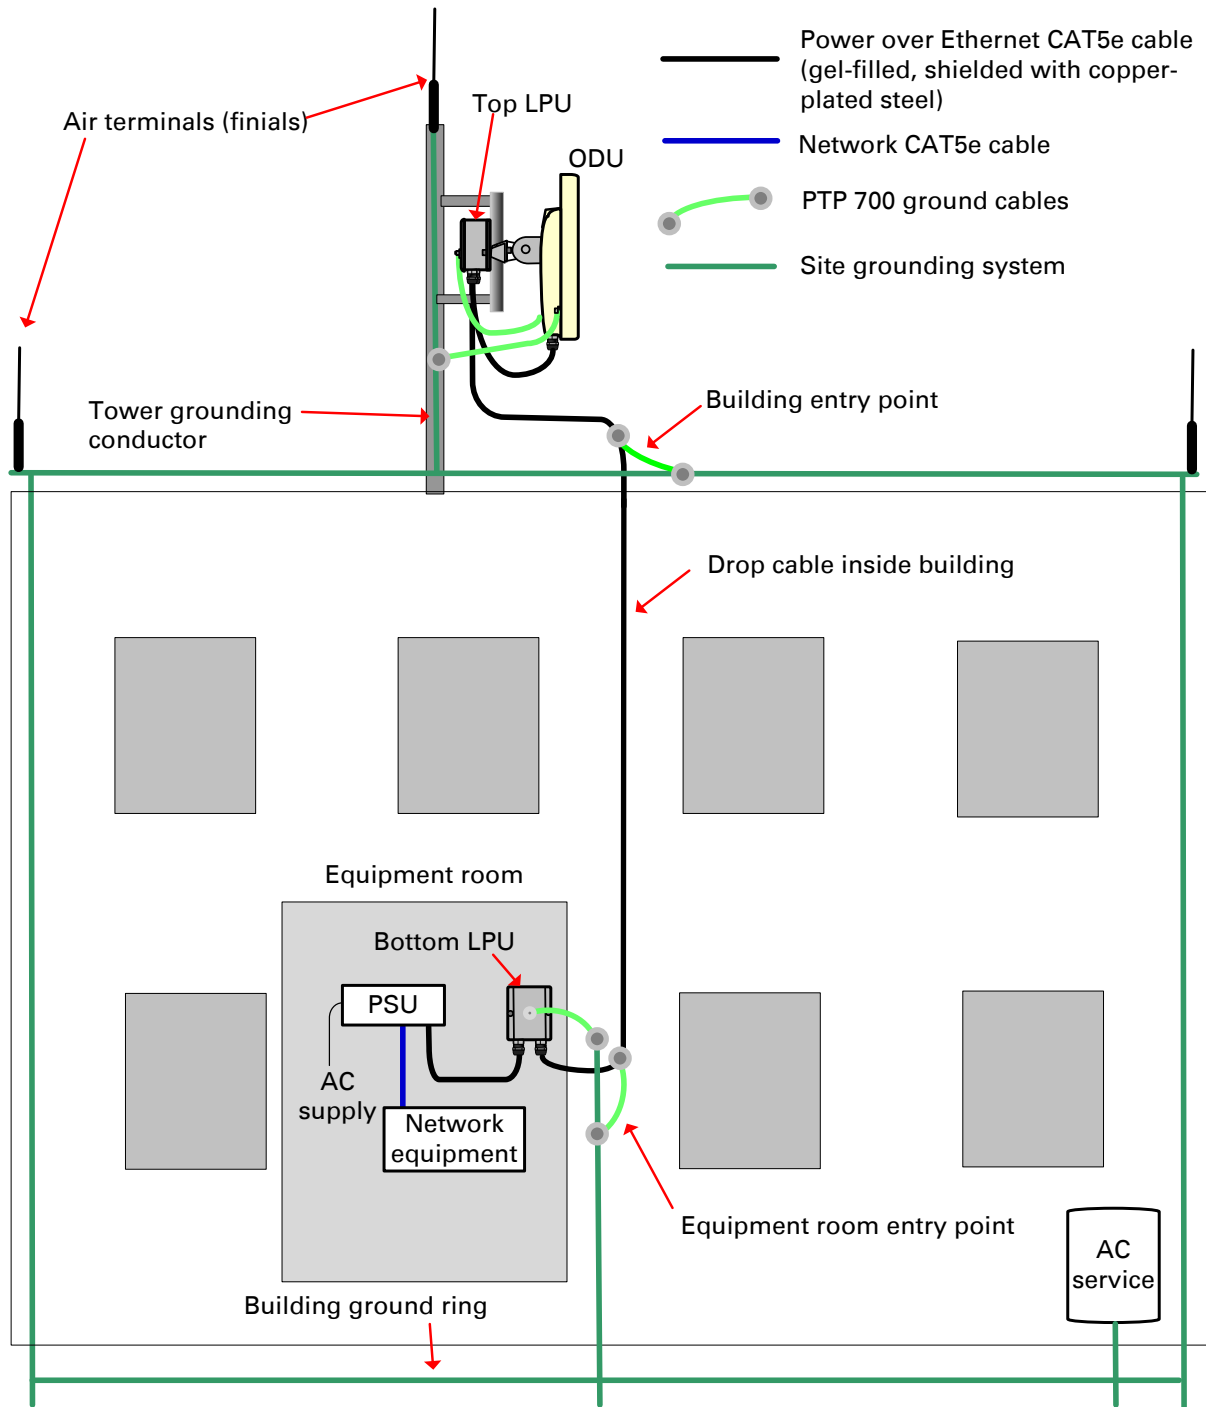 Power over Ethernet CAT5e cable
(gel-filled, shielded with copper-
plated steel)
Top LPU
Air terminals (finials)
Network CAT5e cable
ODU
PTP 700 ground cables
Site grounding system
Building entry point
Tower grounding
conductor
Drop cable inside building
Equipment room
Bottom LPU
PSU
AC
supply
Network
equipment
Equipment room entry point
AC
service
Building ground ring